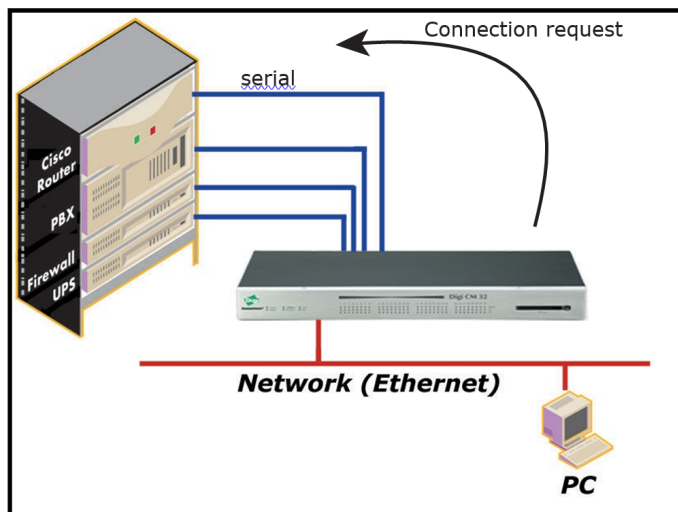 Connection request
serial
Cisco
Router
PBX
Firewall
UPS
Digi CM 32
Network (Ethernet)
PC